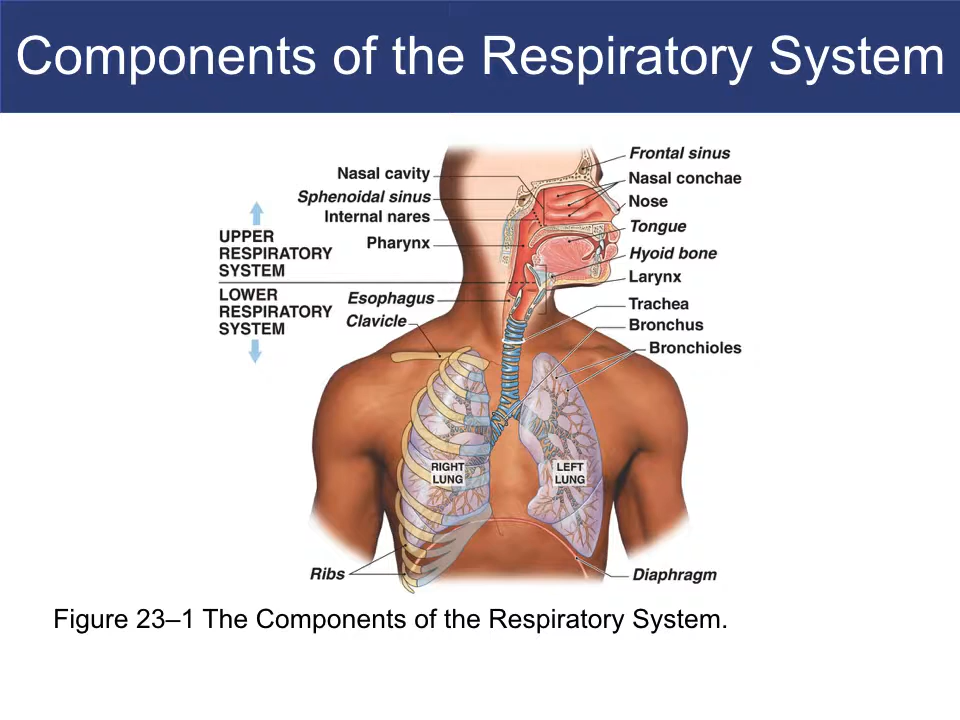 Components of the Respiratory System
Frontal sinus
Nasal cavity
Nasal conchae
Sphenoidal sinus
Nose
Internal nares
Tongue
UPPER
RESPIRATORY
SYSTEM
Pharynx
Hyoid bone
Larynx
LOWER
RESPIRATORY
SYSTEM
Esophagus
Trachea
Clavicle
Bronchus
Bronchioles
RIGHT
LUNG
LEFT
LUNG
Ribs
Diaphragm
Figure 23–1 The Components of the Respiratory System.